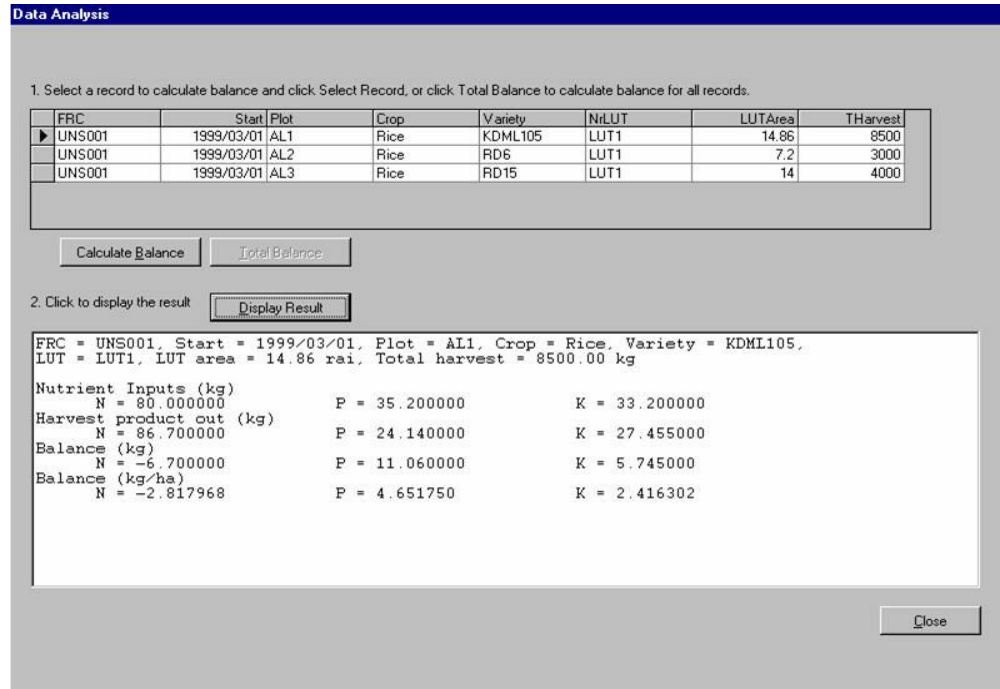 Data Analysis
1. Select a record to calculate balance and click Select Record, or click Total Balance to calculate balance for all records.
FRC Start Plot Crop Variety NrLUT LUTArea THarvest
UNS001 1999/03/01 AL1 Rice KDML105 LUT1 14.86 8500
UNS001 1999/03/01 AL2 Rice RD6 LUT1 7.2 3000
UNS001 1999/03/01 AL3 Rice RD15 LUT1 14 4000
Calculate Balance Total Balance
2. Click to display the result Display Result
FRC = UNS001, Start = 1999/03/01, Plot = AL1, Crop = Rice, Variety = KDML105,
LUT = LUT1, LUT area = 14.86 rai, Total harvest = 8500.00 kg
Nutrient Inputs (kg)
N = 80.000000 P = 35.200000 K = 33.200000
Harvest product out (kg)
N = 86.700000 P = 24.140000 K = 27.455000
Balance (kg)
N = -6.700000 P = 11.060000 K = 5.745000
Balance (kg/ha)
N = -2.817968 P = 4.651750 K = 2.416302
Close